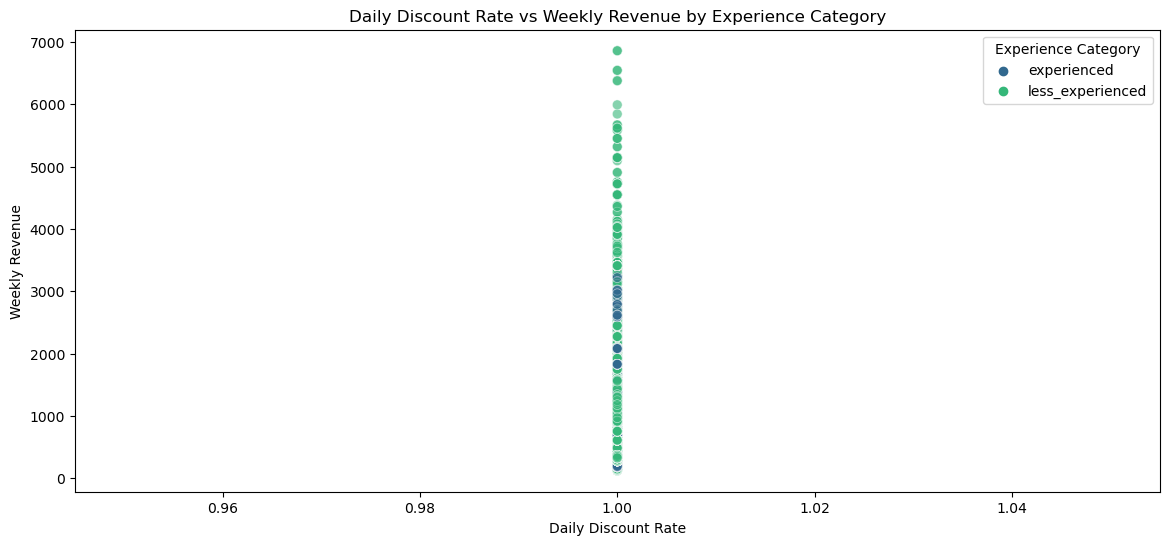 Daily Discount Rate vs Weekly Revenue by Experience Category
7000
6000
5000
4000
3000
2000
1000
0
Weekly Revenue
Experience Category
experienced
less_experienced
0.96
0.98
1.00
1.02
1.04
Daily Discount Rate